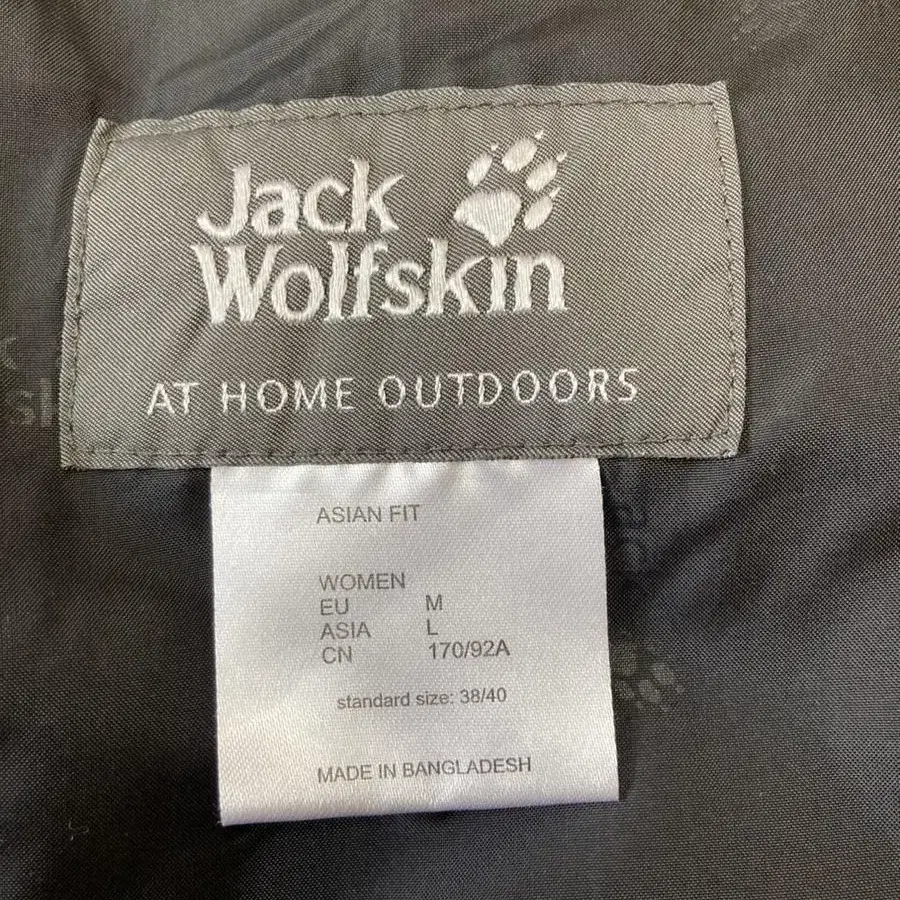 Jack
Wolfskin
AT HOME OUTDOORS
ASIAN FIT
WOMEN
EU M
ASIA L
CN 170/92A
standard size: 38/40
MADE IN BANGLADESH